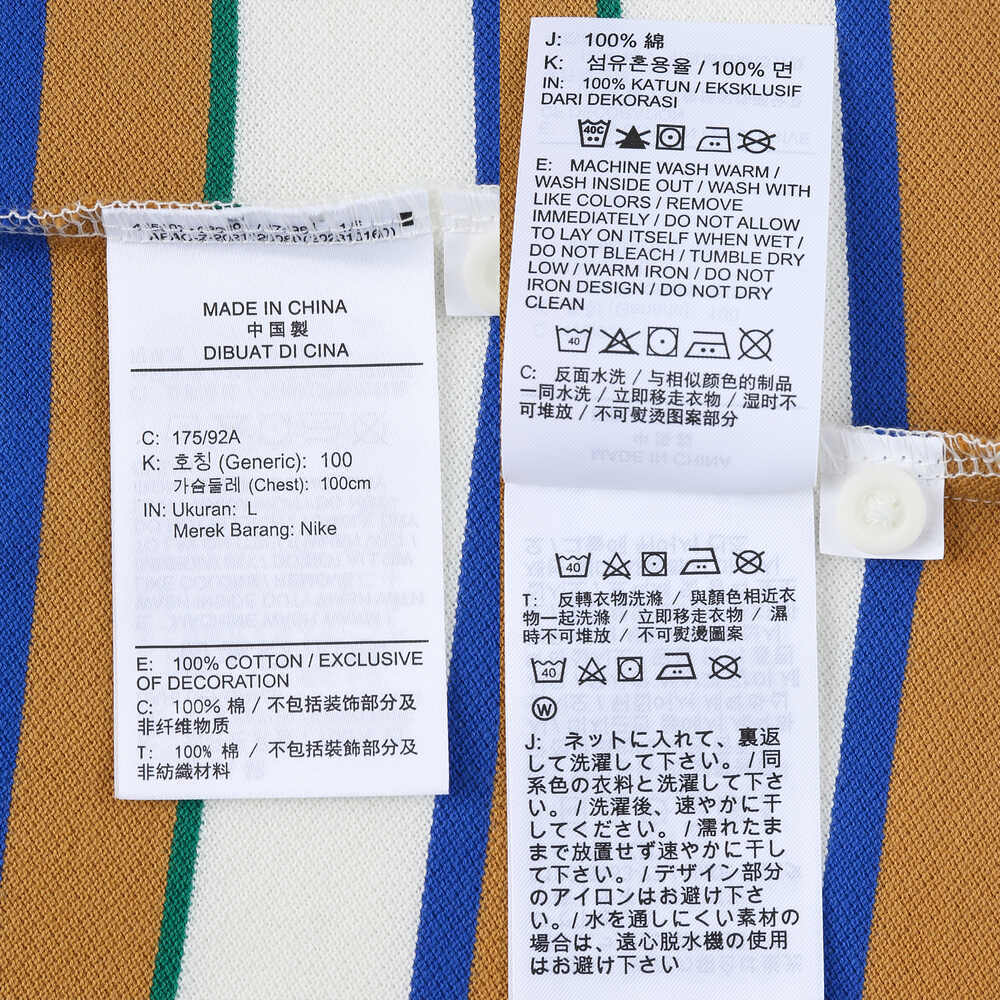 MADE IN CHINA
中国製
DIBUAT DI CINA
C: 175/92A
K: 호칭 (Generic): 100
가슴둘레 (Chest): 100cm
IN: Ukuran: L
Merek Barang: Nike
E: 100% COTTON / EXCLUSIVE
OF DECORATION
C: 100% 棉 / 不包括装饰部分及
非纤维物质
T: 100% 棉 / 不包括裝飾部分及
非紡織材料
J: 100% 綿
K: 섬유혼용율 / 100% 면
IN: 100% KATUN / EKSKLUSIF
DARI DEKORASI
40C
E: MACHINE WASH WARM /
WASH INSIDE OUT / WASH WITH
LIKE COLORS / REMOVE
IMMEDIATELY / DO NOT ALLOW
TO LAY ON ITSELF WHEN WET /
DO NOT BLEACH / TUMBLE DRY
LOW / WARM IRON / DO NOT
IRON DESIGN / DO NOT DRY
CLEAN
40
C: 反面水洗 / 与相似颜色的制品
一同水洗 / 立即移走衣物 / 湿时不
可堆放 / 不可熨烫图案部分
40
T: 反轉衣物洗滌 / 與顏色相近衣
物一起洗滌 / 立即移走衣物 / 濕
時不可堆放 / 不可熨燙圖案
40
W
J: ネットに入れて、裏返
して洗濯して下さい。/ 同
系色の衣料と洗濯して下さ
い。/ 洗濯後、速やかに干
してください。/ 濡れたま
まで放置せず速やかに干し
て下さい。/ デザイン部分
のアイロンはお避け下さ
い。/ 水を通しにくい素材の
場合は、遠心脱水機の使用
はお避け下さい